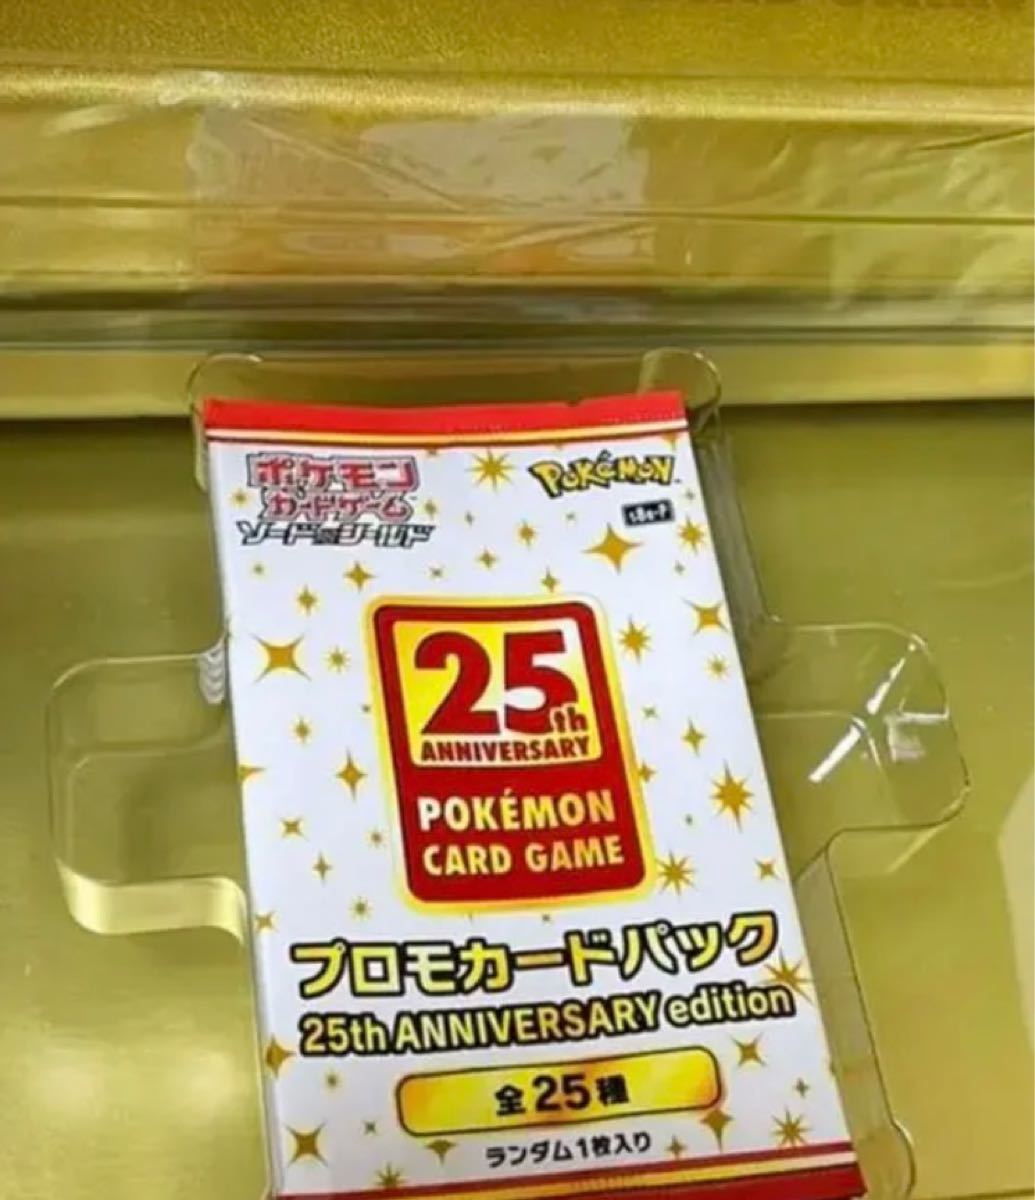 ポケモン
カードゲーム
ソード&シールド
POKéMON
s8a-P
25th
ANNIVERSARY
POKÉMON
CARD GAME
プロモカードパック
25th ANNIVERSARY edition
全25種
ランダム1枚入り